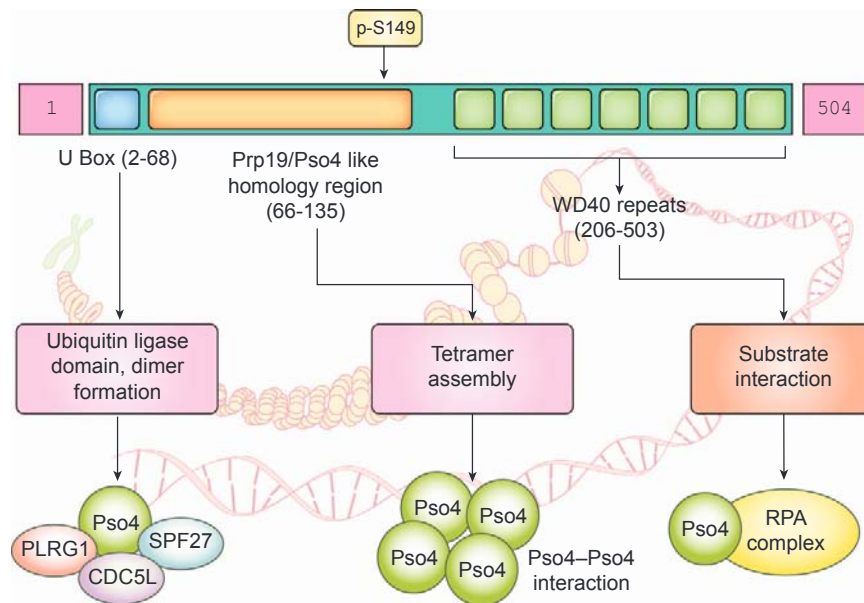 p-S149
1
504
U Box (2-68)
Prp19/Pso4 like
homology region
(66-135)
WD40 repeats
(206-503)
Ubiquitin ligase
domain, dimer
formation
Tetramer
assembly
Substrate
interaction
Pso4
PLRG1
SPF27
CDC5L
Pso4
Pso4
Pso4
Pso4
Pso4–Pso4
interaction
Pso4
RPA
complex